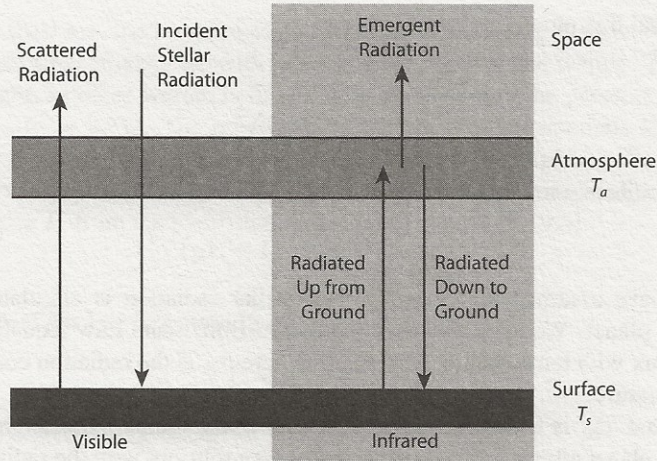 Scattered
Radiation
Incident
Stellar
Radiation
Emergent
Radiation
Space
Atmosphere
Tₐ
Radiated
Up from
Ground
Radiated
Down to
Ground
Surface
Tₛ
Visible
Infrared